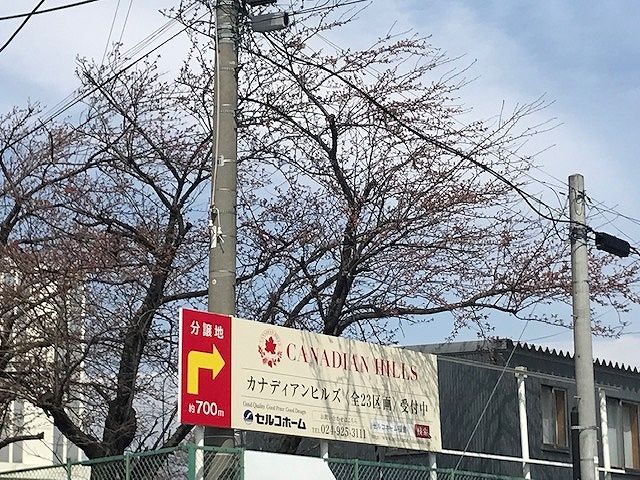 分譲地
約700m
CANADIAN HILLS
カナディアンヒルズ（全23区画）受付中
Good Quality Good Price Good Design
セルコホーム
TEL 024-925-3111
検索